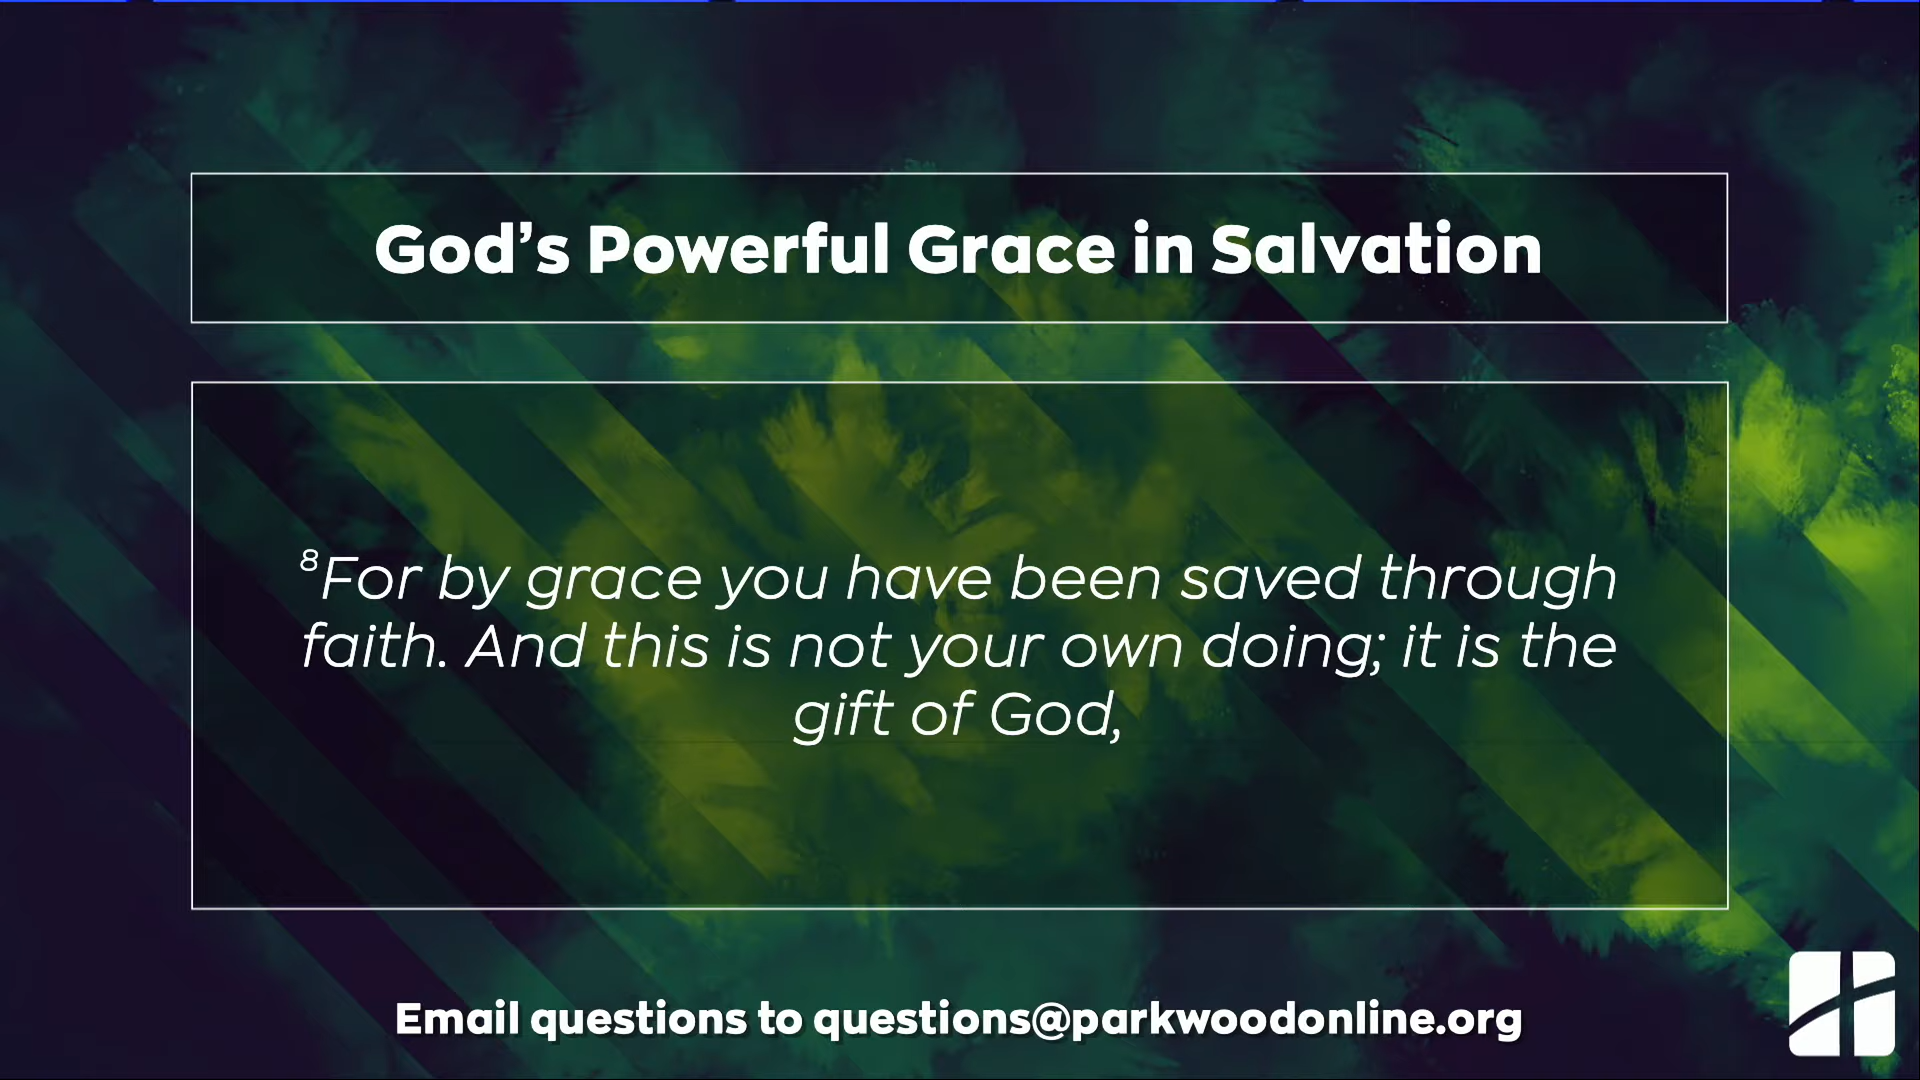 God’s Powerful Grace in Salvation
⁸For by grace you have been saved through
faith. And this is not your own doing; it is the
gift of God,
Email questions to questions@parkwoodonline.org